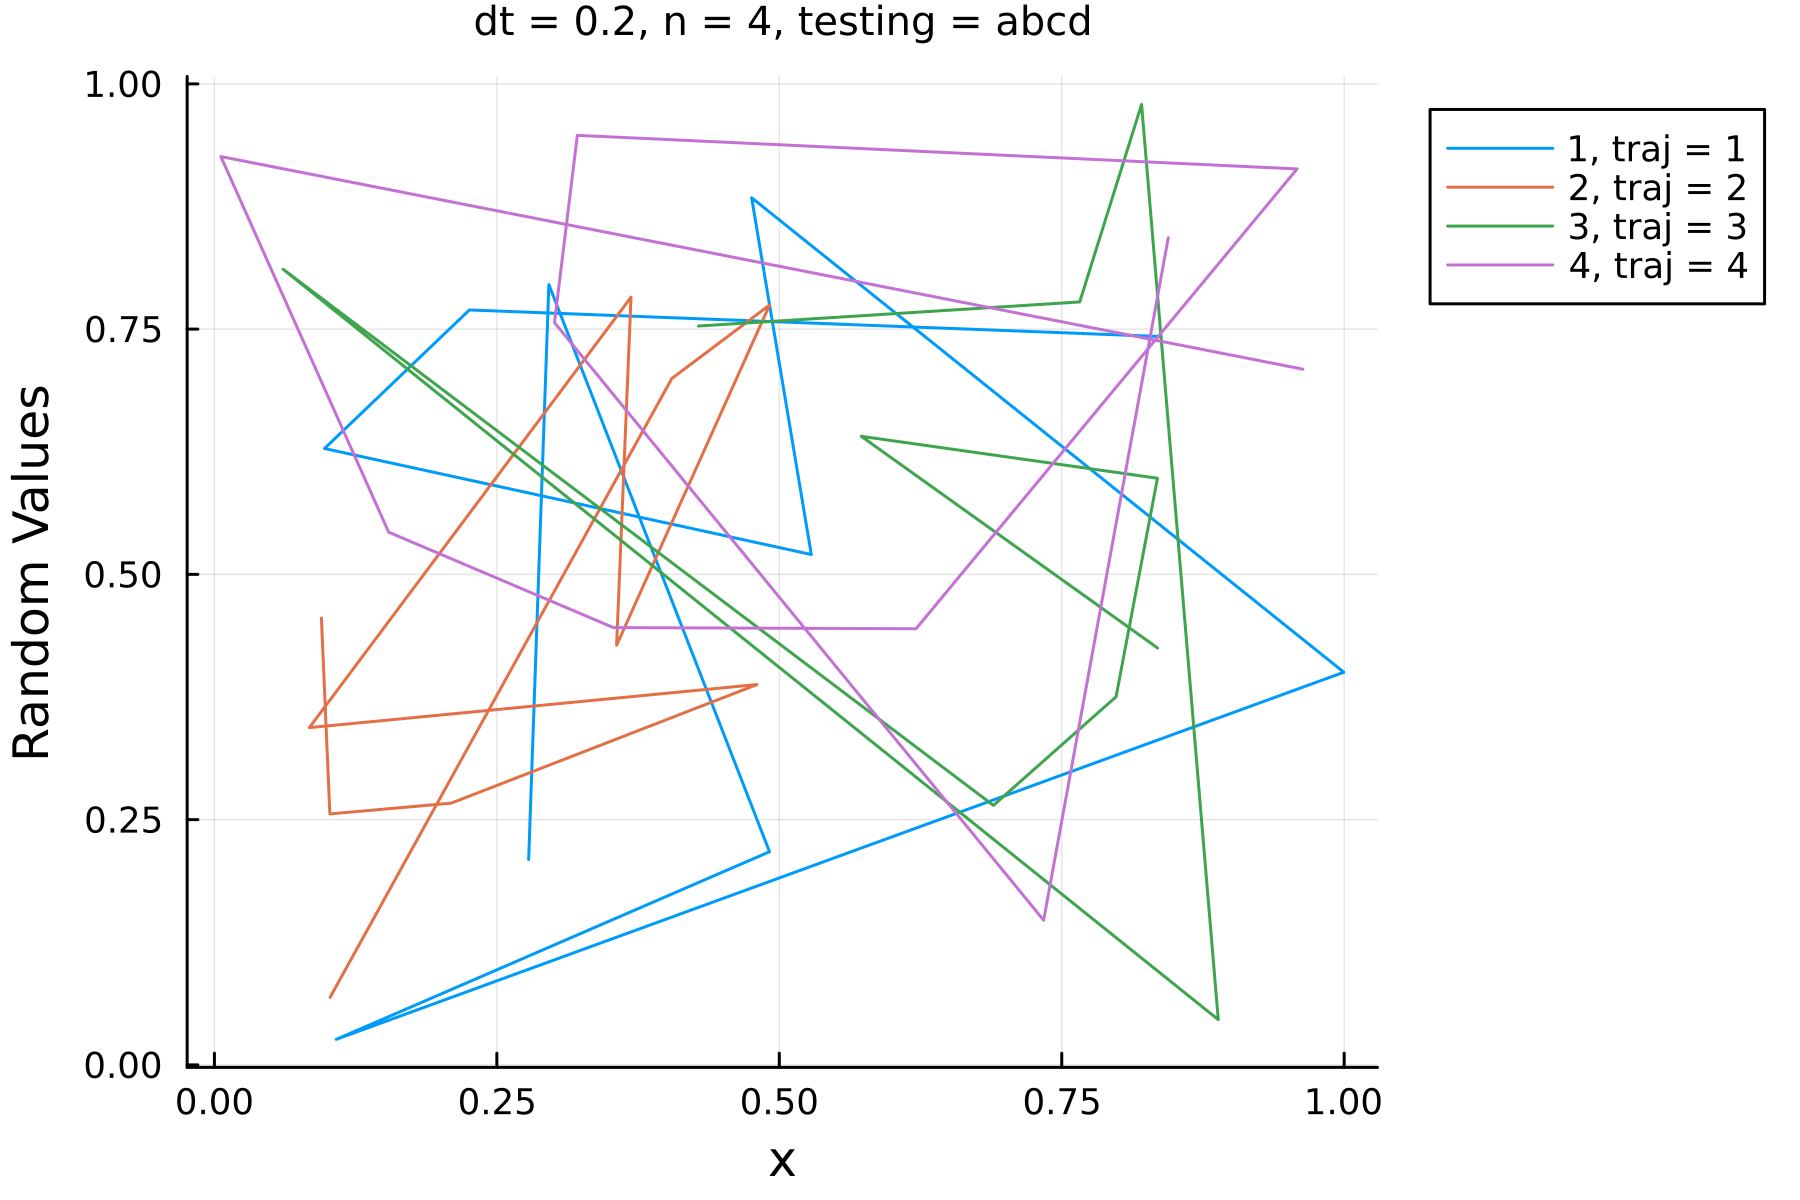 dt = 0.2, n = 4, testing = abcd
1.00
0.75
0.50
0.25
0.00
Random Values
0.00 0.25 0.50 0.75 1.00
x
1, traj = 1
2, traj = 2
3, traj = 3
4, traj = 4